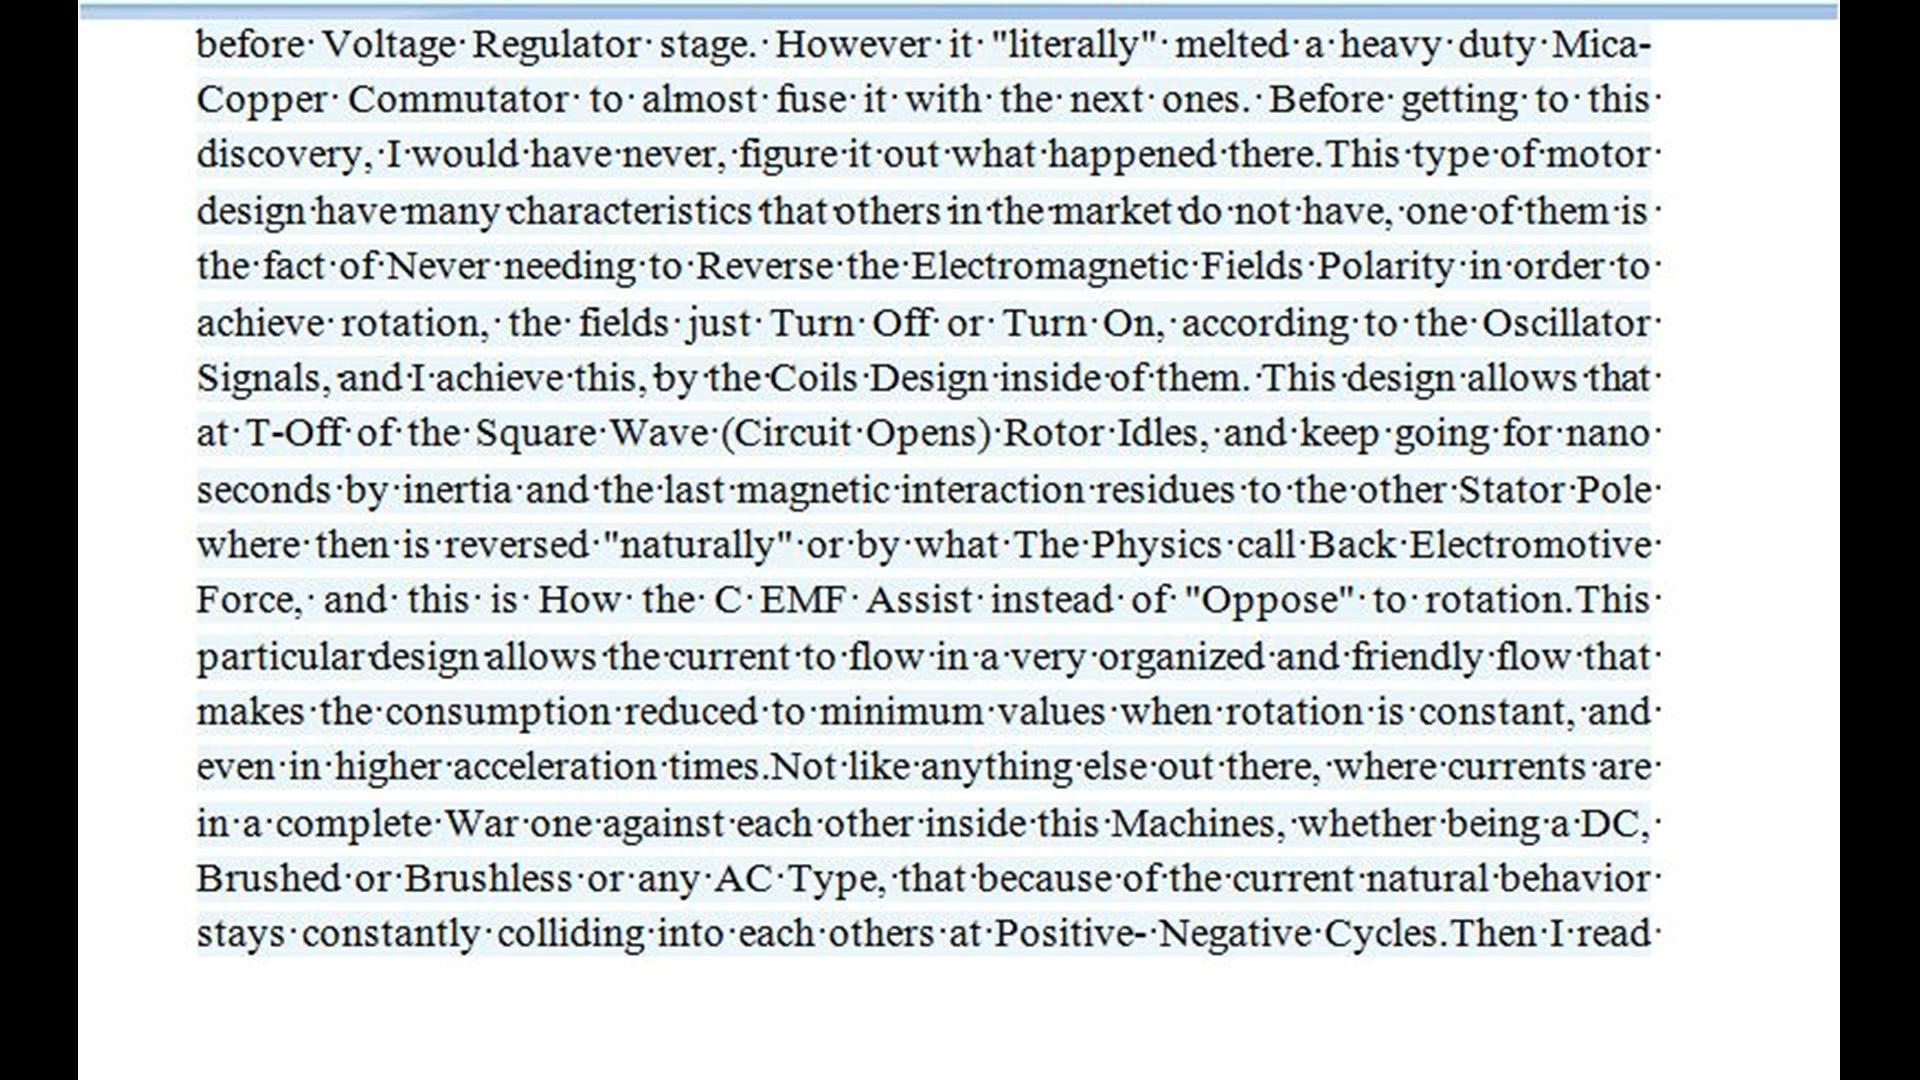 before Voltage Regulator stage. However it "literally" melted a heavy duty Mica-
Copper Commutator to almost fuse it with the next ones. Before getting to this
discovery, I would have never, figure it out what happened there.This type of motor
design have many characteristics that others in the market do not have, one of them is
the fact of Never needing to Reverse the Electromagnetic Fields Polarity in order to
achieve rotation, the fields just Turn Off or Turn On, according to the Oscillator
Signals, and I achieve this, by the Coils Design inside of them. This design allows that
at T-Off of the Square Wave (Circuit Opens) Rotor Idles, and keep going for nano
seconds by inertia and the last magnetic interaction residues to the other Stator Pole
where then is reversed "naturally" or by what The Physics call Back Electromotive
Force, and this is How the C EMF Assist instead of "Oppose" to rotation.This
particular design allows the current to flow in a very organized and friendly flow that
makes the consumption reduced to minimum values when rotation is constant, and
even in higher acceleration times.Not like anything else out there, where currents are
in a complete War one against each other inside this Machines, whether being a DC,
Brushed or Brushless or any AC Type, that because of the current natural behavior
stays constantly colliding into each others at Positive- Negative Cycles.Then I read